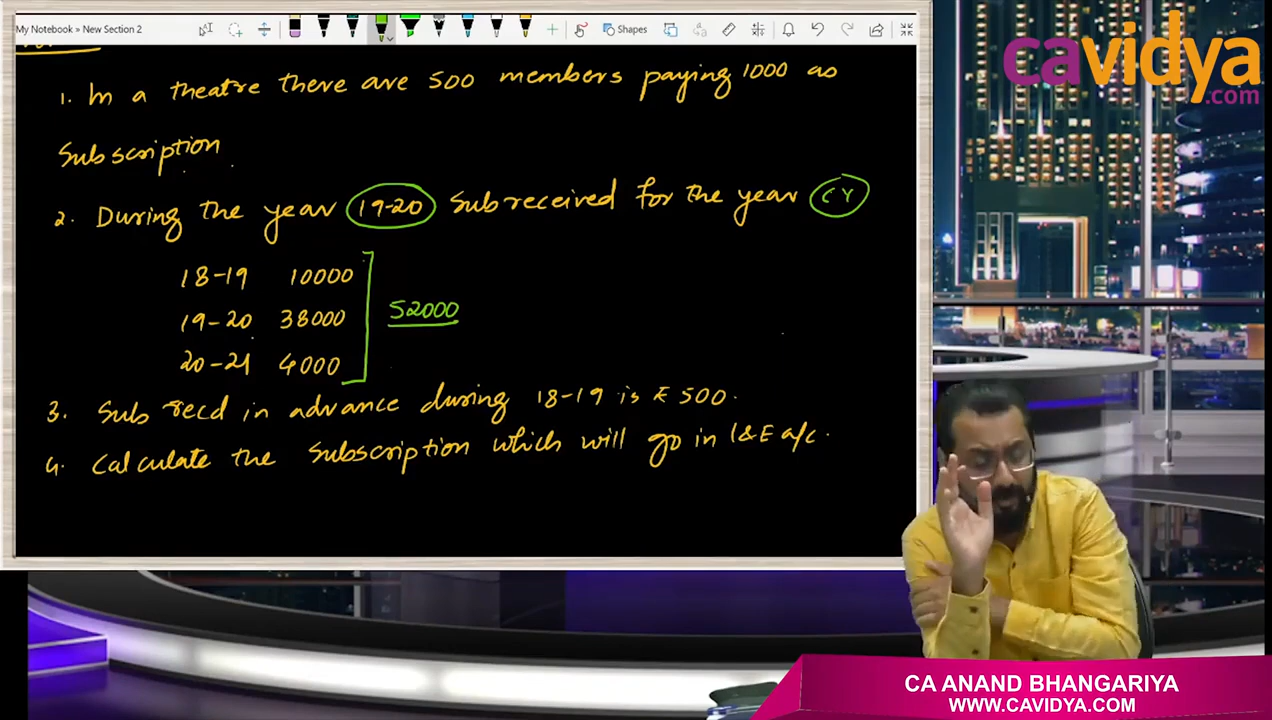 My Notebook » New Section 2
Shapes
cavidya
.com
1. In a theatre there are 500 members paying 1000 as
Subscription
2. During the year 19-20 Sub received for the year CY
18-19 10000
19-20 38000
20-21 4000
52000
3. Sub recd in advance during 18-19 is ₹ 500.
4. Calculate the Subscription which will go in I&E a/c.
CA ANAND BHANGARIYA
WWW.CAVIDYA.COM